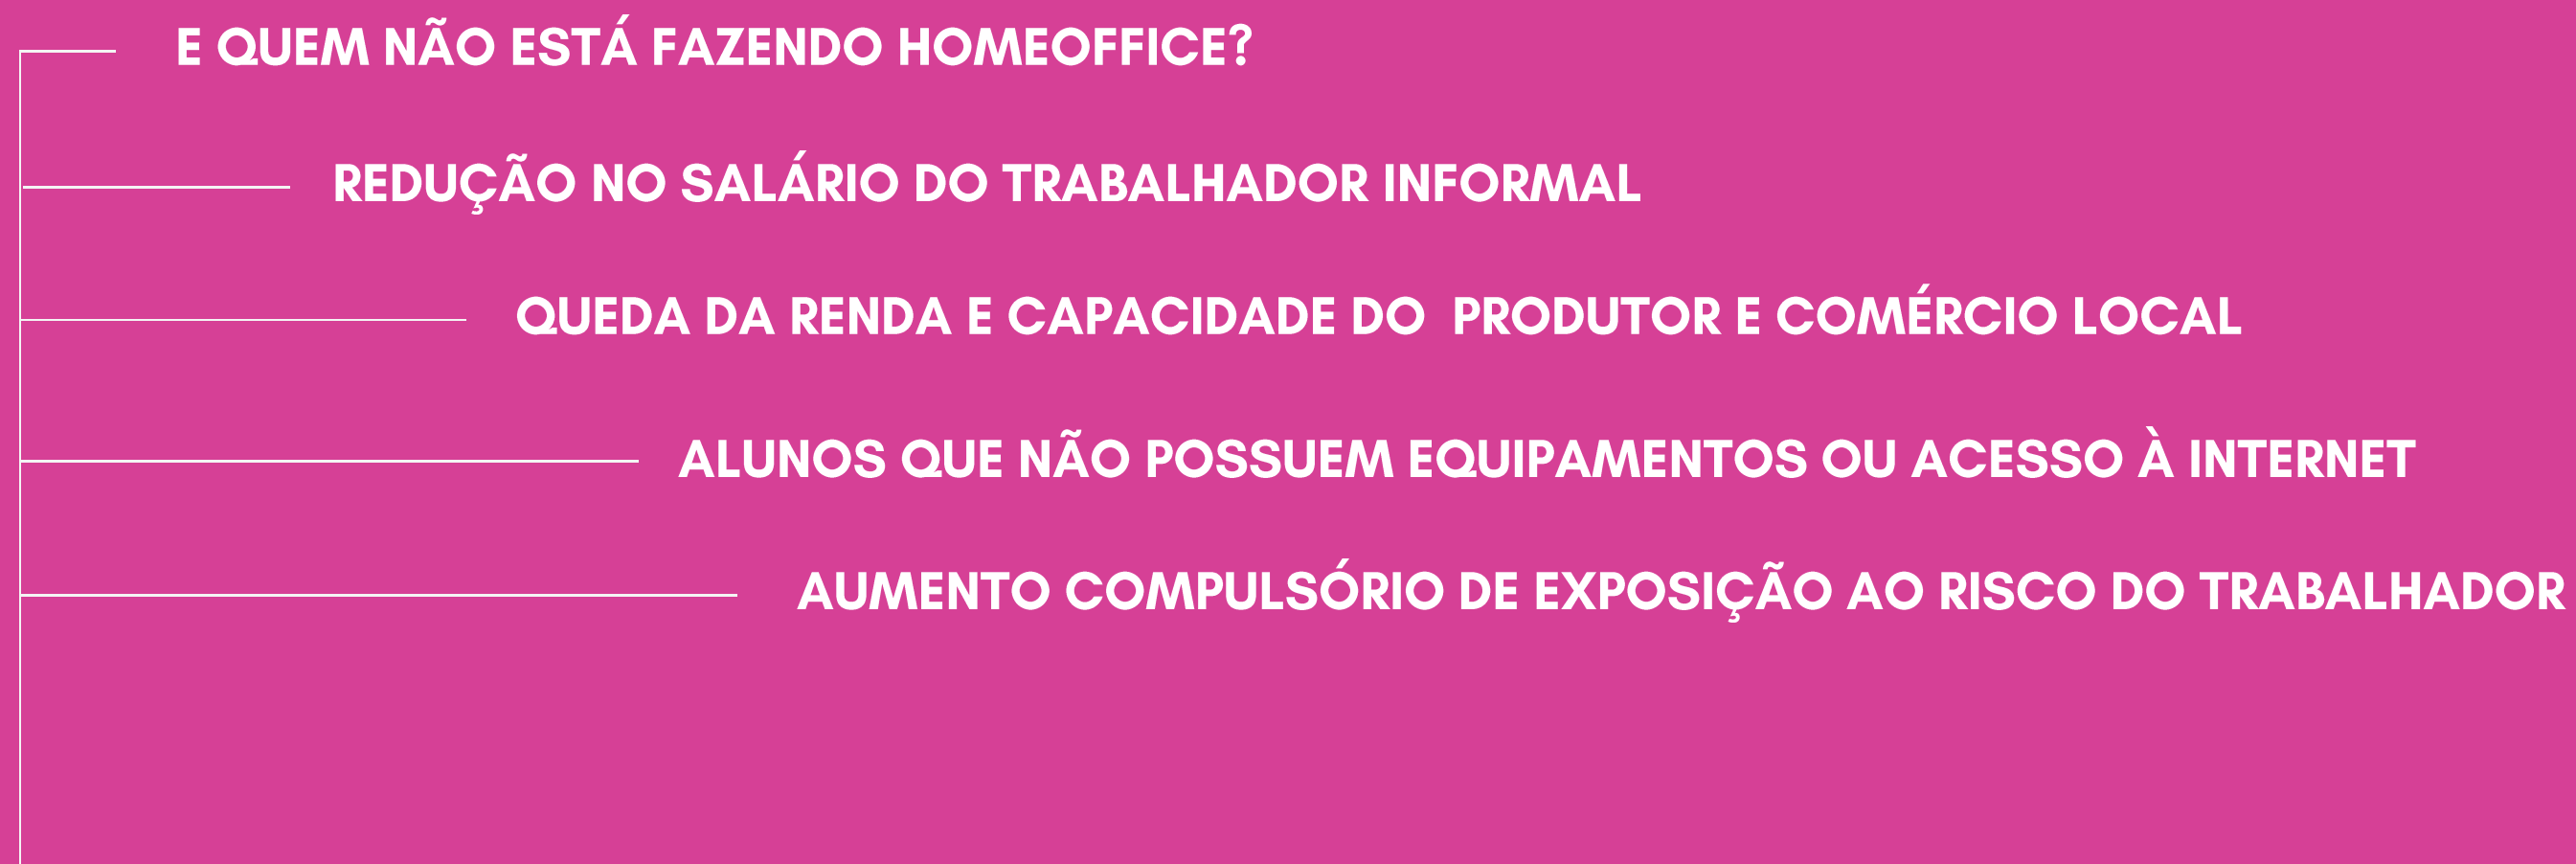 E QUEM NÃO ESTÁ FAZENDO HOMEOFFICE?
REDUÇÃO NO SALÁRIO DO TRABALHADOR INFORMAL
QUEDA DA RENDA E CAPACIDADE DO  PRODUTOR E COMÉRCIO LOCAL
ALUNOS QUE NÃO POSSUEM EQUIPAMENTOS OU ACESSO À INTERNET
AUMENTO COMPULSÓRIO DE EXPOSIÇÃO AO RISCO DO TRABALHADOR